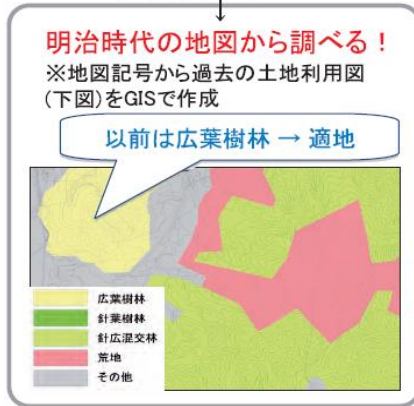 明治時代の地図から調べる！
※地図記号から過去の土地利用図
(下図)をGISで作成
以前は広葉樹林 → 適地
広葉樹林
針葉樹林
針広混交林
荒地
その他